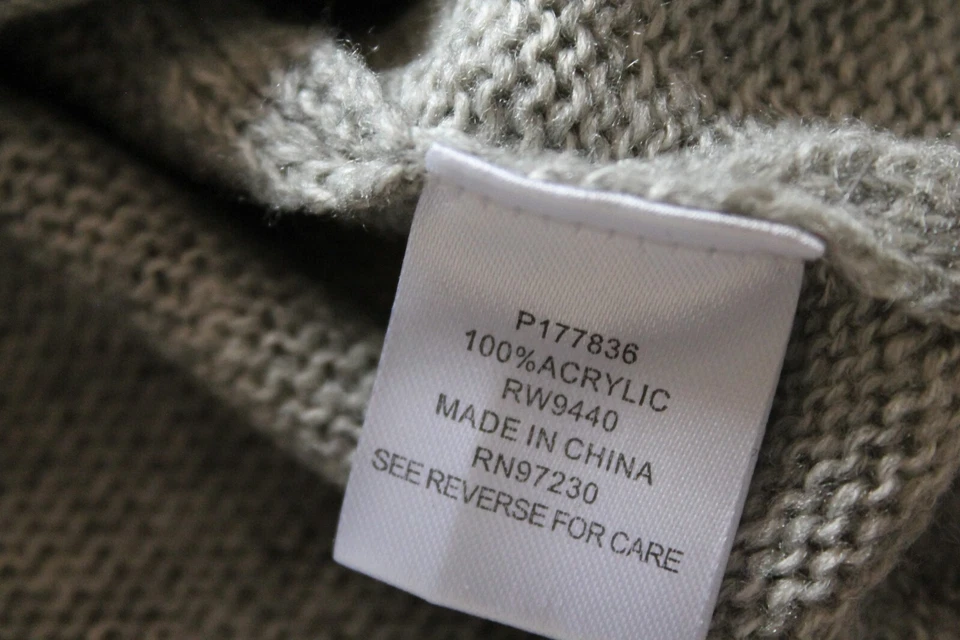 P177836
100%ACRYLIC
RW9440
MADE IN CHINA
RN97230
SEE REVERSE FOR CARE